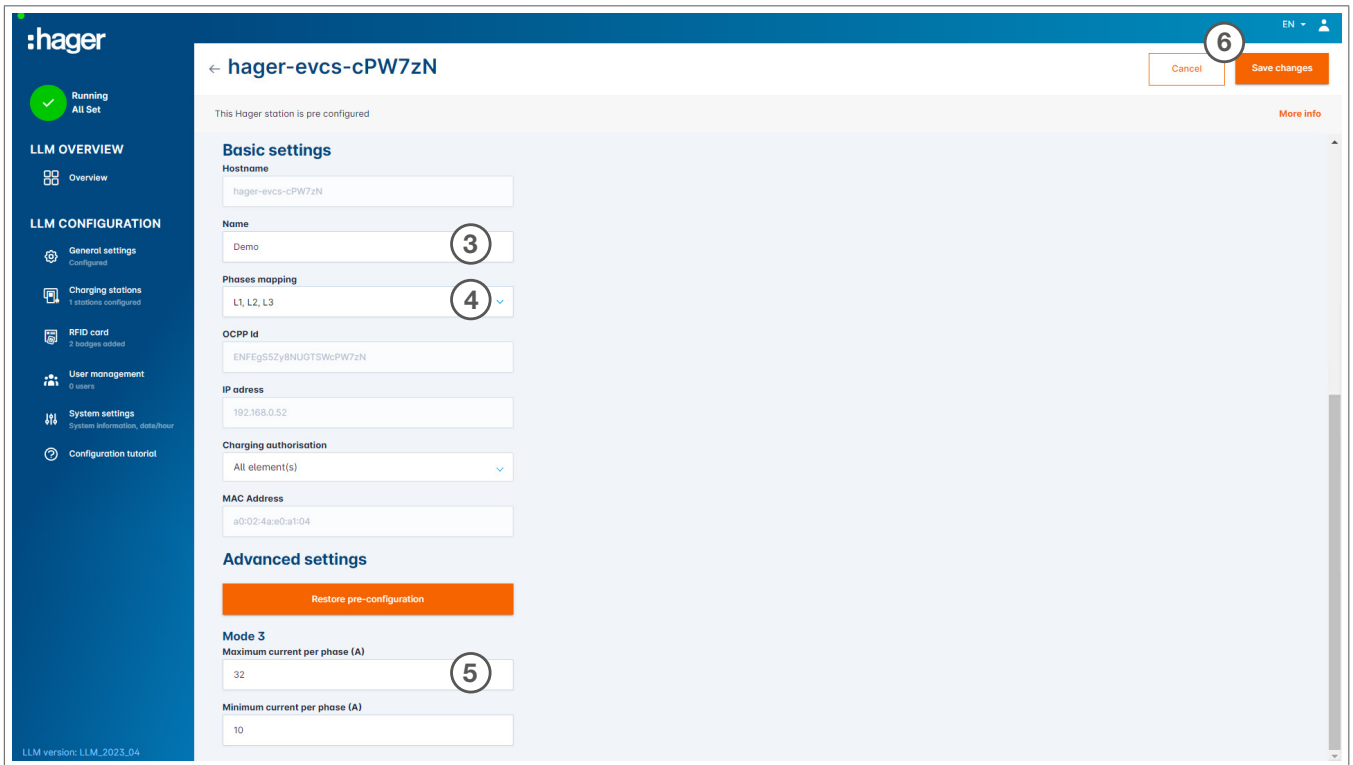 :hager
EN
6
← hager-evcs-cPW7zN
Cancel
Save changes
Running
All Set
This Hager station is pre configured
More info
LLM OVERVIEW
Overview
LLM CONFIGURATION
General settings
Configured
Charging stations
1 stations configured
RFID card
2 badges added
User management
0 users
System settings
System information, date/hour
Configuration tutorial
LLM version: LLM_2023_04
Basic settings
Hostname
hager-evcs-cPW7zN
Name
Demo
3
Phases mapping
L1, L2, L3
4
OCPP Id
ENFEgS5Zy8NUGTSWcPW7zN
IP adress
192.168.0.52
Charging authorisation
All element(s)
MAC Address
a0:02:4a:e0:a1:04
Advanced settings
Restore pre-configuration
Mode 3
Maximum current per phase (A)
32
5
Minimum current per phase (A)
10